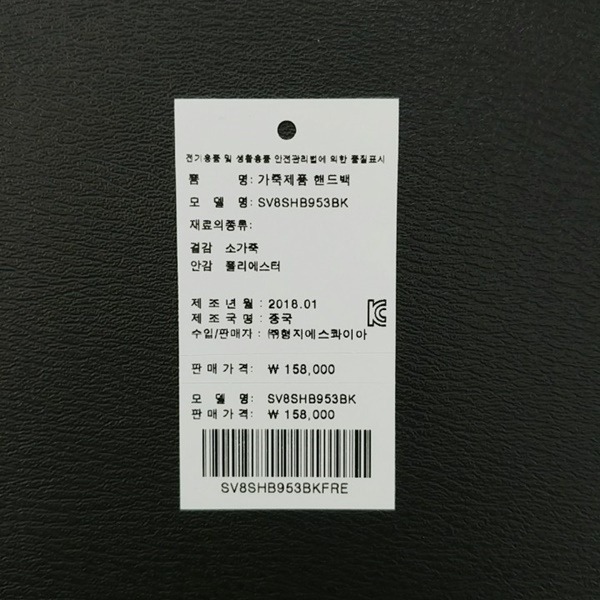 전기용품 및 생활용품 안전관리법에 의한 품질표시
품 명: 가죽제품 핸드백
모 델 명: SV8SHB953BK
재료의종류:
겉감 소가죽
안감 폴리에스터
제 조 년 월 : 2018.01
제 조 국 명 : 중국
수입/판매자 : ㈜형지에스콰이아
판 매 가 격: ₩ 158,000
모 델 명: SV8SHB953BK
판 매 가 격: ₩ 158,000
SV8SHB953BKFRE